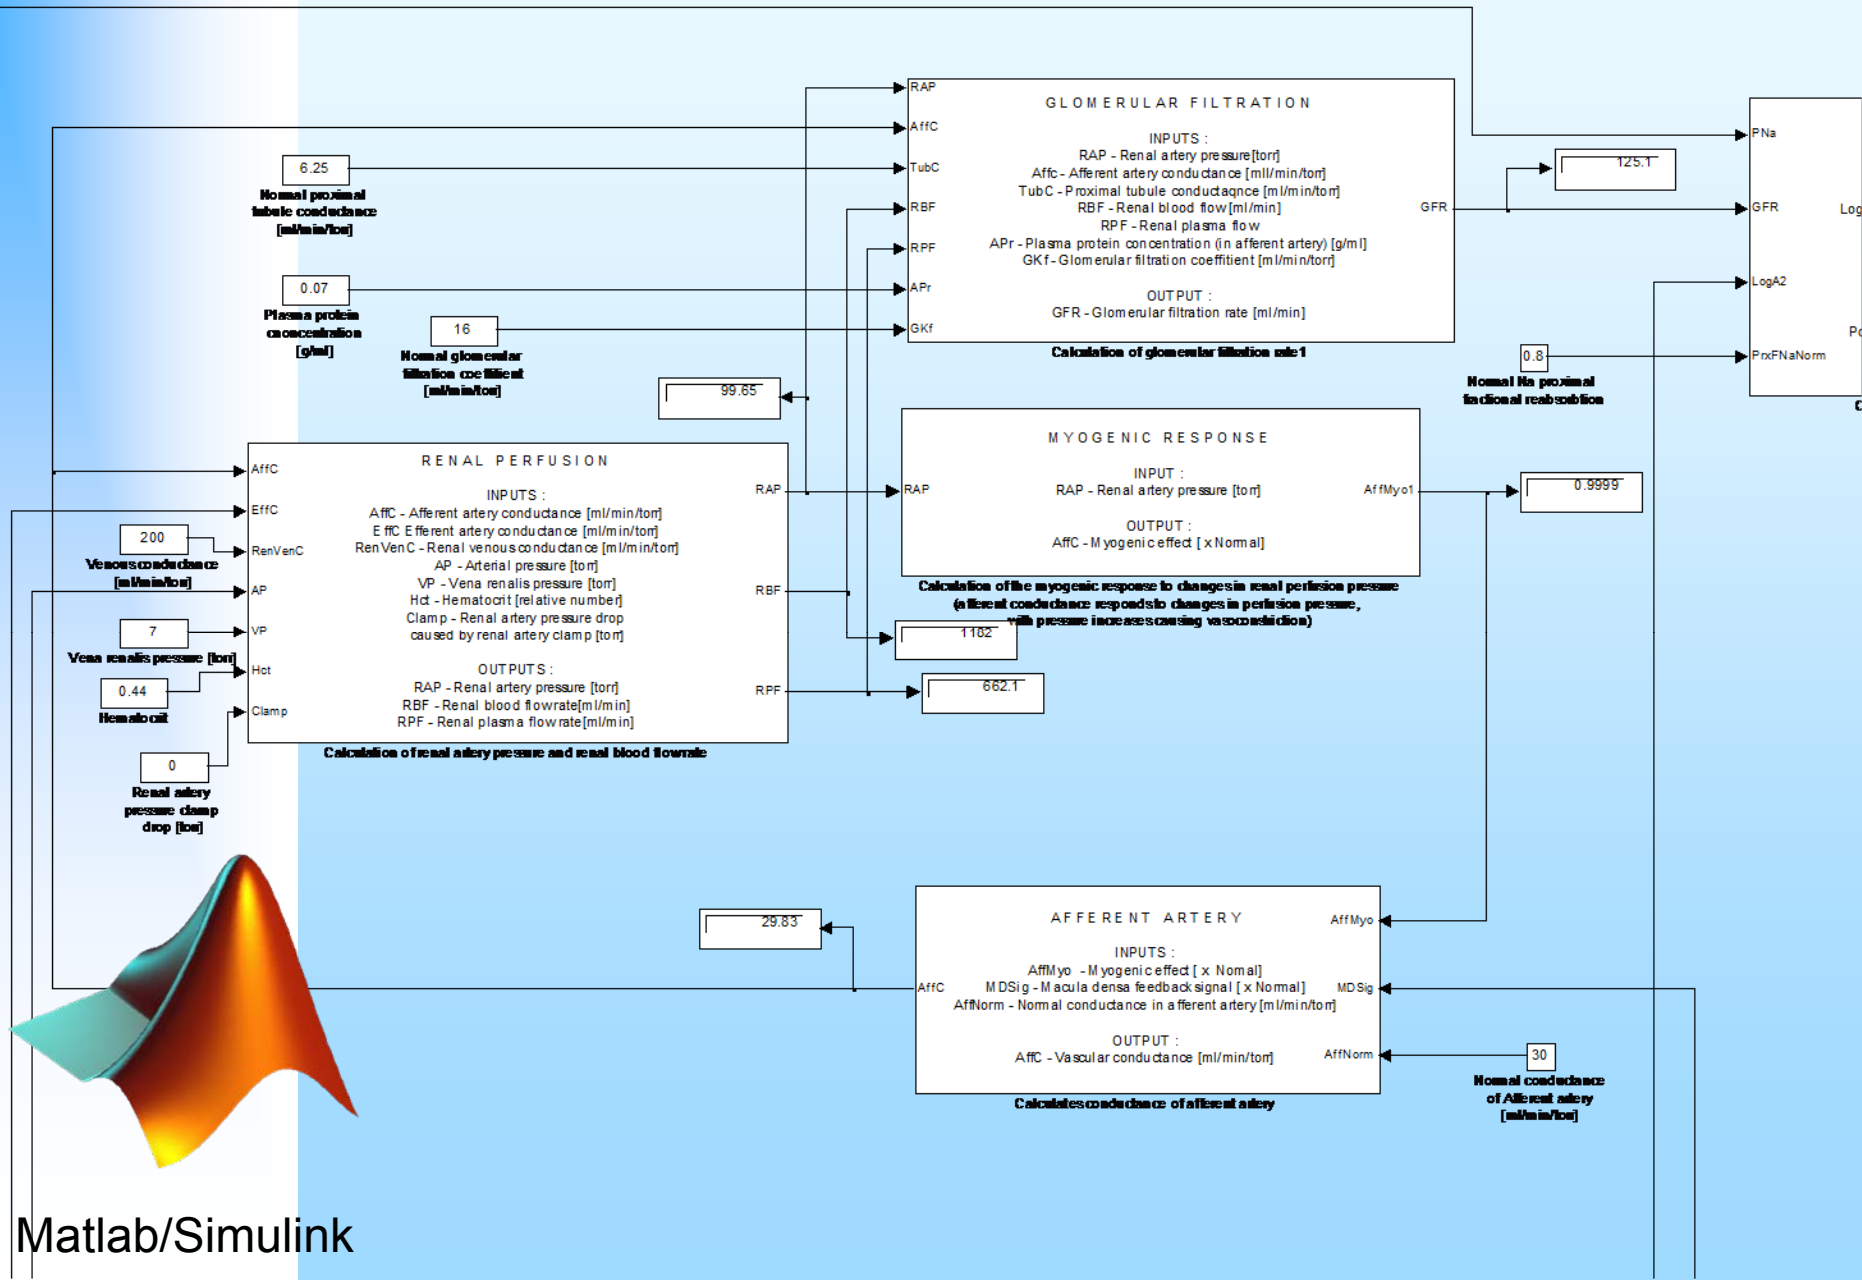 RAP
AffC
TubC
RBF
RPF
APr
GKf
GLOMERULAR FILTRATION
INPUTS :
RAP - Renal artery pressure[torr]
Affc - Afferent artery conductance [mll/min/torr]
TubC - Proximal tubule conductaqnce [ml/min/torr]
RBF - Renal blood flow[ml/min]
RPF - Renal plasma flow
APr - Plasma protein concentration (in afferent artery) [g/ml]
GKf - Glomerular filtration coeffitient [ml/min/torr]
OUTPUT :
GFR - Glomerular filtration rate [ml/min]
GFR
Calculation of glomerular filtration rate1
6.25
Normal proximal
tubule conductance
[ml/min/torr]
0.07
Plasma protein
cnoncentration
[g/ml]
16
Normal glomerular
filtration coeffitient
[ml/min/torr]
99.65
125.1
PNa
GFR
LogA2
PrxFNaNorm
Log
Po
C
0.8
Normal Na proximal
fractional reabsorbtion
AffC
EffC
RenVenC
AP
VP
Hct
Clamp
RENAL PERFUSION
INPUTS :
AffC - Afferent artery conductance [ml/min/torr]
EffC Efferent artery conductance [ml/min/torr]
RenVenC - Renal venous conductance [ml/min/torr]
AP - Arterial pressure [torr]
VP - Vena renalis pressure [torr]
Hct - Hematocrit [relative number]
Clamp - Renal artery pressure drop
caused by renal artery clamp [torr]
OUTPUTS :
RAP - Renal artery pressure [torr]
RBF - Renal blood flowrate[ml/min]
RPF - Renal plasma flowrate[ml/min]
RAP
RBF
RPF
Calculation of renal artery pressure and renal blood flowrate
200
Venous conductance
[ml/min/torr]
7
Vena renalis pressure [torr]
0.44
Hematocrit
0
Renal artery
pressure clamp
drop [torr]
RAP
MYOGENIC RESPONSE
INPUT :
RAP - Renal artery pressure [torr]
OUTPUT :
AffC - Myogenic effect [ xNormal]
AffMyo1
Calculation of the myogenic response to changes in renal perfusion pressure
(afferent conductance responds to changes in perfusion pressure,
with pressure increases causing vasoconstriction)
0.9999
1182
662.1
29.83
AFFERENT ARTERY
INPUTS :
AffMyo - Myogenic effect [ x Nomal]
MDSig - Macula densa feedback signal [ x Normal]
AffNorm - Normal conductance in afferent artery [ml/min/torr]
OUTPUT :
AffC - Vascular conductance [ml/min/torr]
AffC
AffMyo
MDSig
AffNorm
Calculates conductance of afferent artery
30
Normal conductance
of Afferent artery
[ml/min/torr]
Matlab/Simulink